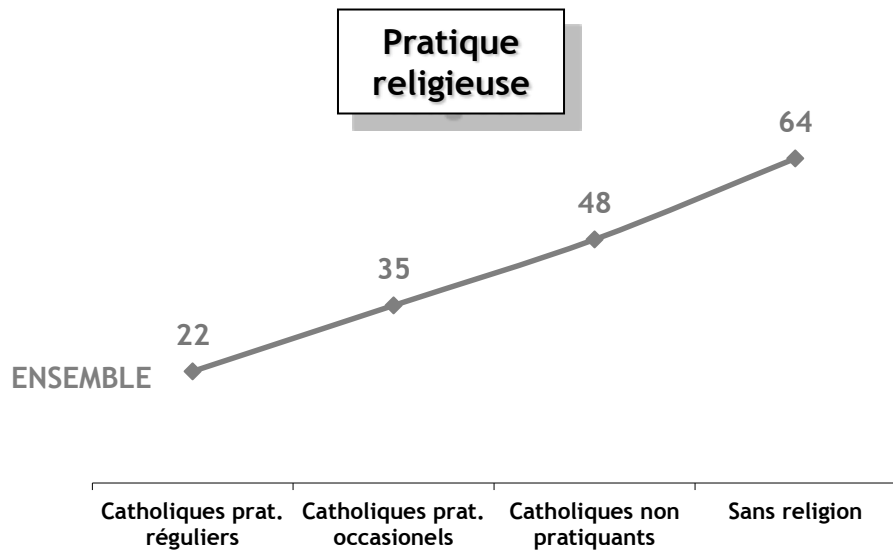 Pratique
religieuse
64
48
35
22
ENSEMBLE
Catholiques prat.
réguliers
Catholiques prat.
occasionels
Catholiques non
pratiquants
Sans religion